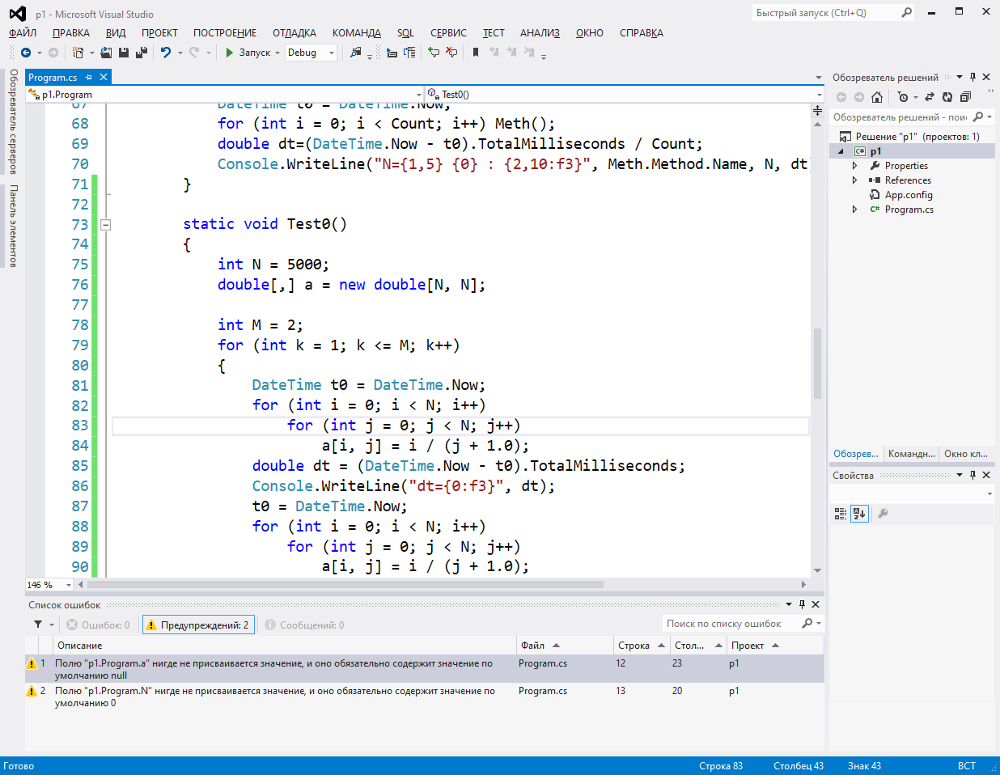 p1 - Microsoft Visual Studio
Быстрый запуск (Ctrl+Q)
ФАЙЛ ПРАВКА ВИД ПРОЕКТ ПОСТРОЕНИЕ ОТЛАДКА КОМАНДА SQL СЕРВИС ТЕСТ АНАЛИЗ ОКНО СПРАВКА
Запуск Debug
Обозреватель серверов
Панель элементов
Program.cs
p1.Program Test0()
67 DateTime t0 = DateTime.Now;
68 for (int i = 0; i < Count; i++) Meth();
69 double dt=(DateTime.Now - t0).TotalMilliseconds / Count;
70 Console.WriteLine("N={1,5} {0} : {2,10:f3}", Meth.Method.Name, N, dt
71 }
72
73 static void Test0()
74 {
75 int N = 5000;
76 double[,] a = new double[N, N];
77
78 int M = 2;
79 for (int k = 1; k <= M; k++)
80 {
81 DateTime t0 = DateTime.Now;
82 for (int i = 0; i < N; i++)
83 for (int j = 0; j < N; j++)
84 a[i, j] = i / (j + 1.0);
85 double dt = (DateTime.Now - t0).TotalMilliseconds;
86 Console.WriteLine("dt={0:f3}", dt);
87 t0 = DateTime.Now;
88 for (int i = 0; i < N; i++)
89 for (int j = 0; j < N; j++)
90 a[i, j] = i / (j + 1.0);
146 %
Обозреватель решений
Обозреватель решений - поис
Решение "p1" (проектов: 1)
C# p1
Properties
References
App.config
C# Program.cs
Обозрев... Командн... Окно кл...
Свойства
Список ошибок
Ошибок: 0 Предупреждений: 2 Сообщений: 0
Поиск по списку ошибок
Описание Файл Строка Стол... Проект
1 Полю "p1.Program.a" нигде не присваивается значение, и оно обязательно содержит значение по умолчанию null Program.cs 12 23 p1
2 Полю "p1.Program.N" нигде не присваивается значение, и оно обязательно содержит значение по умолчанию 0 Program.cs 13 20 p1
Готово Строка 83 Столбец 43 Знак 43 ВСТ